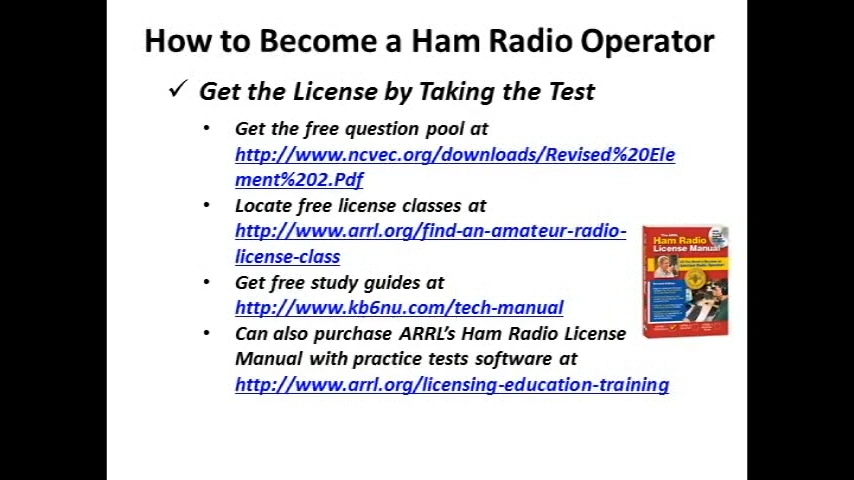 How to Become a Ham Radio Operator
✓ Get the License by Taking the Test
• Get the free question pool at
http://www.ncvec.org/downloads/Revised%20Ele
ment%202.Pdf
• Locate free license classes at
http://www.arrl.org/find-an-amateur-radio-
license-class
• Get free study guides at
http://www.kb6nu.com/tech-manual
• Can also purchase ARRL's Ham Radio License
Manual with practice tests software at
http://www.arrl.org/licensing-education-training
The ARRL
Ham Radio
License Manual